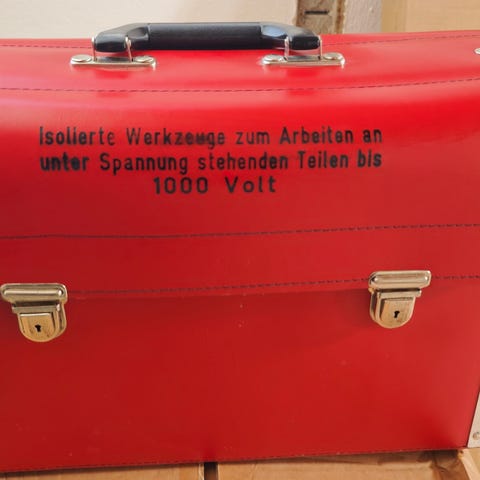 Isolierte Werkzeuge zum Arbeiten an
unter Spannung stehenden Teilen bis
1000 Volt